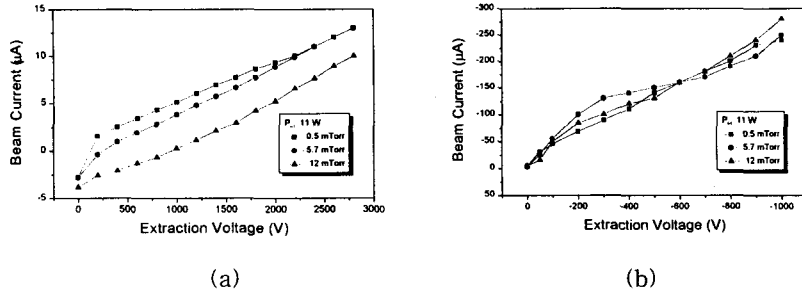 Beam Current (μA)
15
10
5
0
-5
P 11 W
0.5 mTorr
5.7 mTorr
12 mTorr
0
500
1000
1500
2000
2500
3000
Extraction Voltage (V)
(a)
Beam Current (μA)
-300
-250
-200
-150
-100
-50
0
50
P 11 W
0.5 mTorr
5.7 mTorr
12 mTorr
0
-200
-400
-600
-800
-1000
Extraction Voltage (V)
(b)